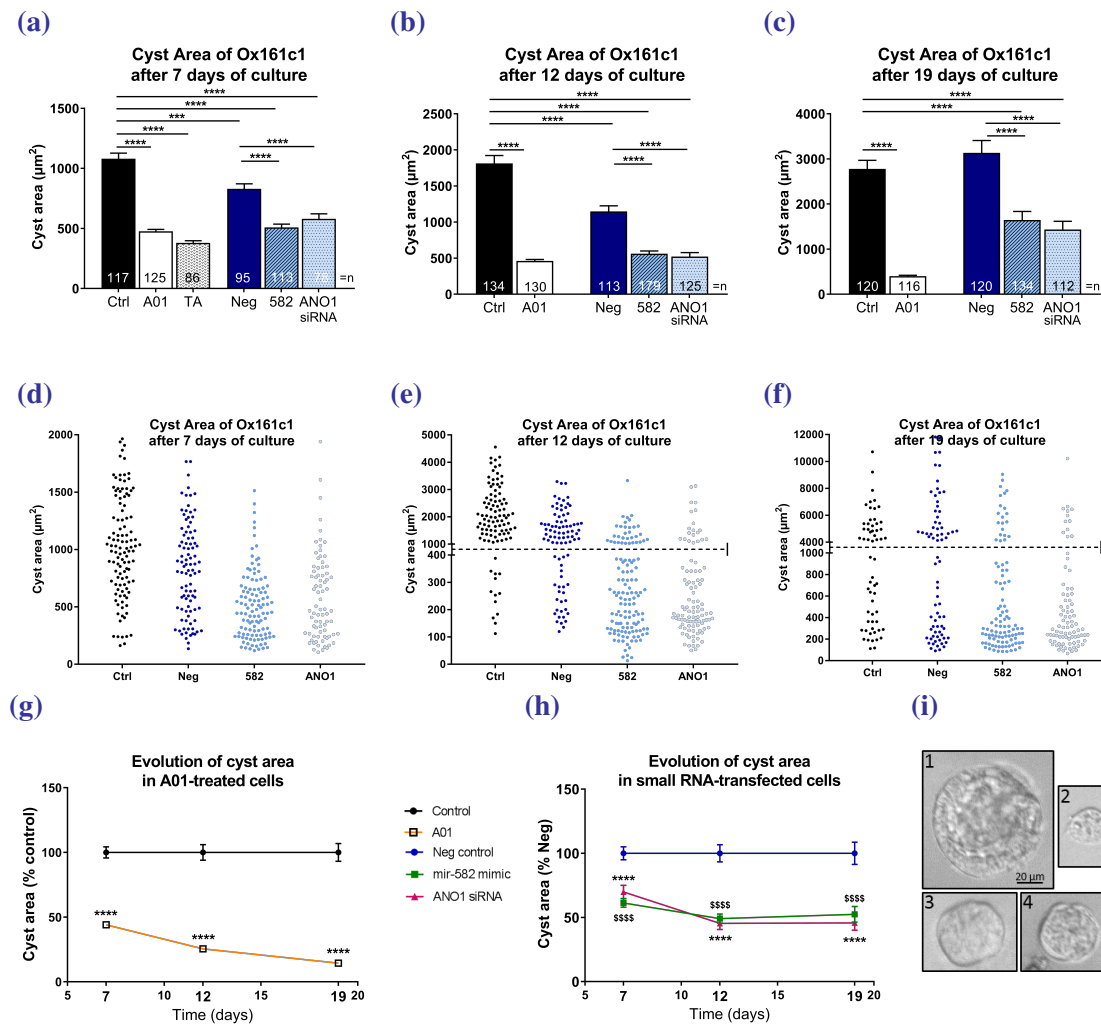 (a)
Cyst Area of Ox161c1
after 7 days of culture
****
****
***
****
****
****
****
Cyst area (µm²)
1500
1000
500
0
117
125
86
95
113
78
=n
Ctrl
A01
TA
Neg
582
ANO1
siRNA
(b)
Cyst Area of Ox161c1
after 12 days of culture
****
****
****
****
****
****
Cyst area (µm²)
2500
2000
1500
1000
500
0
134
130
113
179
125
=n
Ctrl
A01
Neg
582
ANO1
siRNA
(c)
Cyst Area of Ox161c1
after 19 days of culture
****
****
****
****
****
Cyst area (µm²)
4000
3000
2000
1000
0
120
116
120
134
112
=n
Ctrl
A01
Neg
582
ANO1
siRNA
(d)
Cyst Area of Ox161c1
after 7 days of culture
Cyst area (µm²)
2000
1500
1000
500
0
Ctrl
Neg
582
ANO1
(e)
Cyst Area of Ox161c1
after 12 days of culture
Cyst area (µm²)
Cyst area (µm²)
5000
4000
3000
2000
1000
400
300
200
100
0
Ctrl
Neg
582
ANO1
(f)
Cyst Area of Ox161c1
after 19 days of culture
Cyst area (µm²)
Cyst area (µm²)
12000
10000
8000
6000
4000
1000
800
600
400
200
0
Ctrl
Neg
582
ANO1
(g)
Evolution of cyst area
in A01-treated cells
Cyst area (% control)
150
100
50
0
****
****
****
5
7
10
12
15
19
20
Time (days)
Control
A01
Neg control
mir-582 mimic
ANO1 siRNA
(h)
Evolution of cyst area
in small RNA-transfected cells
Cyst area (% Neg)
150
100
50
0
****
$$$$
$$$$
****
$$$$
****
5
7
10
12
15
19
20
Time (days)
(i)
1
20 µm
2
3
4